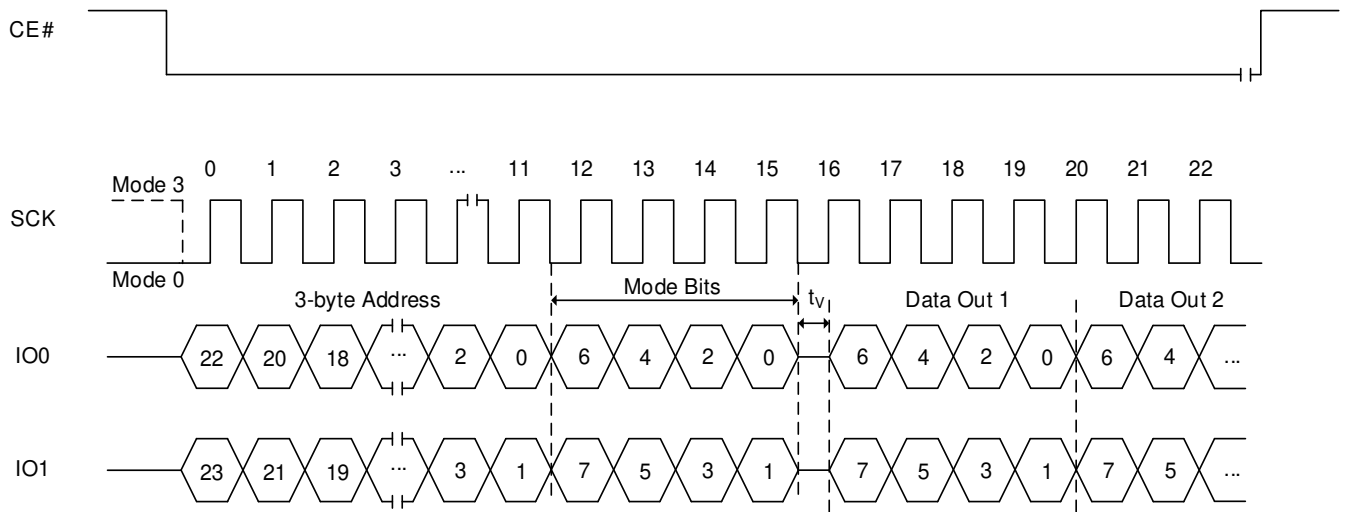 CE#
0 1 2 3 ... 11 12 13 14 15 16 17 18 19 20 21 22
Mode 3
SCK
Mode 0
3-byte Address Mode Bits tV Data Out 1 Data Out 2
IO0 22 20 18 ... 2 0 6 4 2 0 6 4 2 0 6 4 ...
IO1 23 21 19 ... 3 1 7 5 3 1 7 5 3 1 7 5 ...